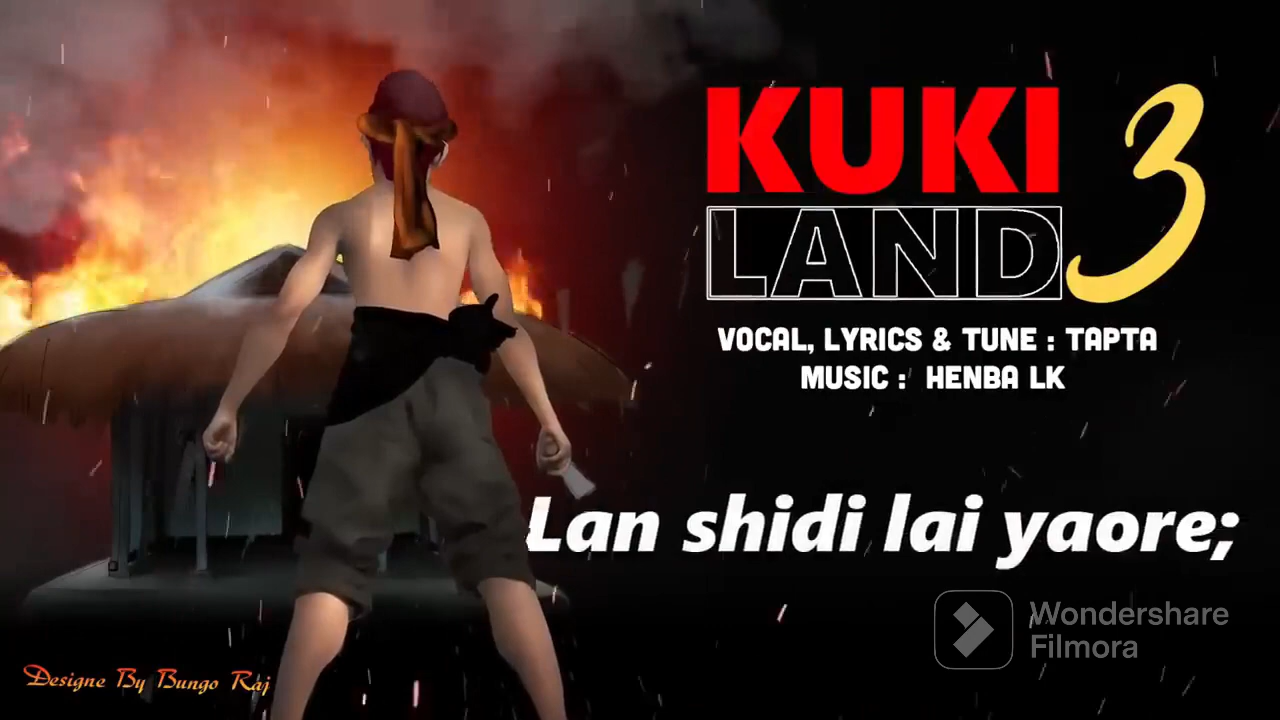 KUKI
LAND 3
VOCAL, LYRICS & TUNE : TAPTA
MUSIC : HENBA LK
Lan shidi lai yaore;
Wondershare
Filmora
Designe By Bungo Raj